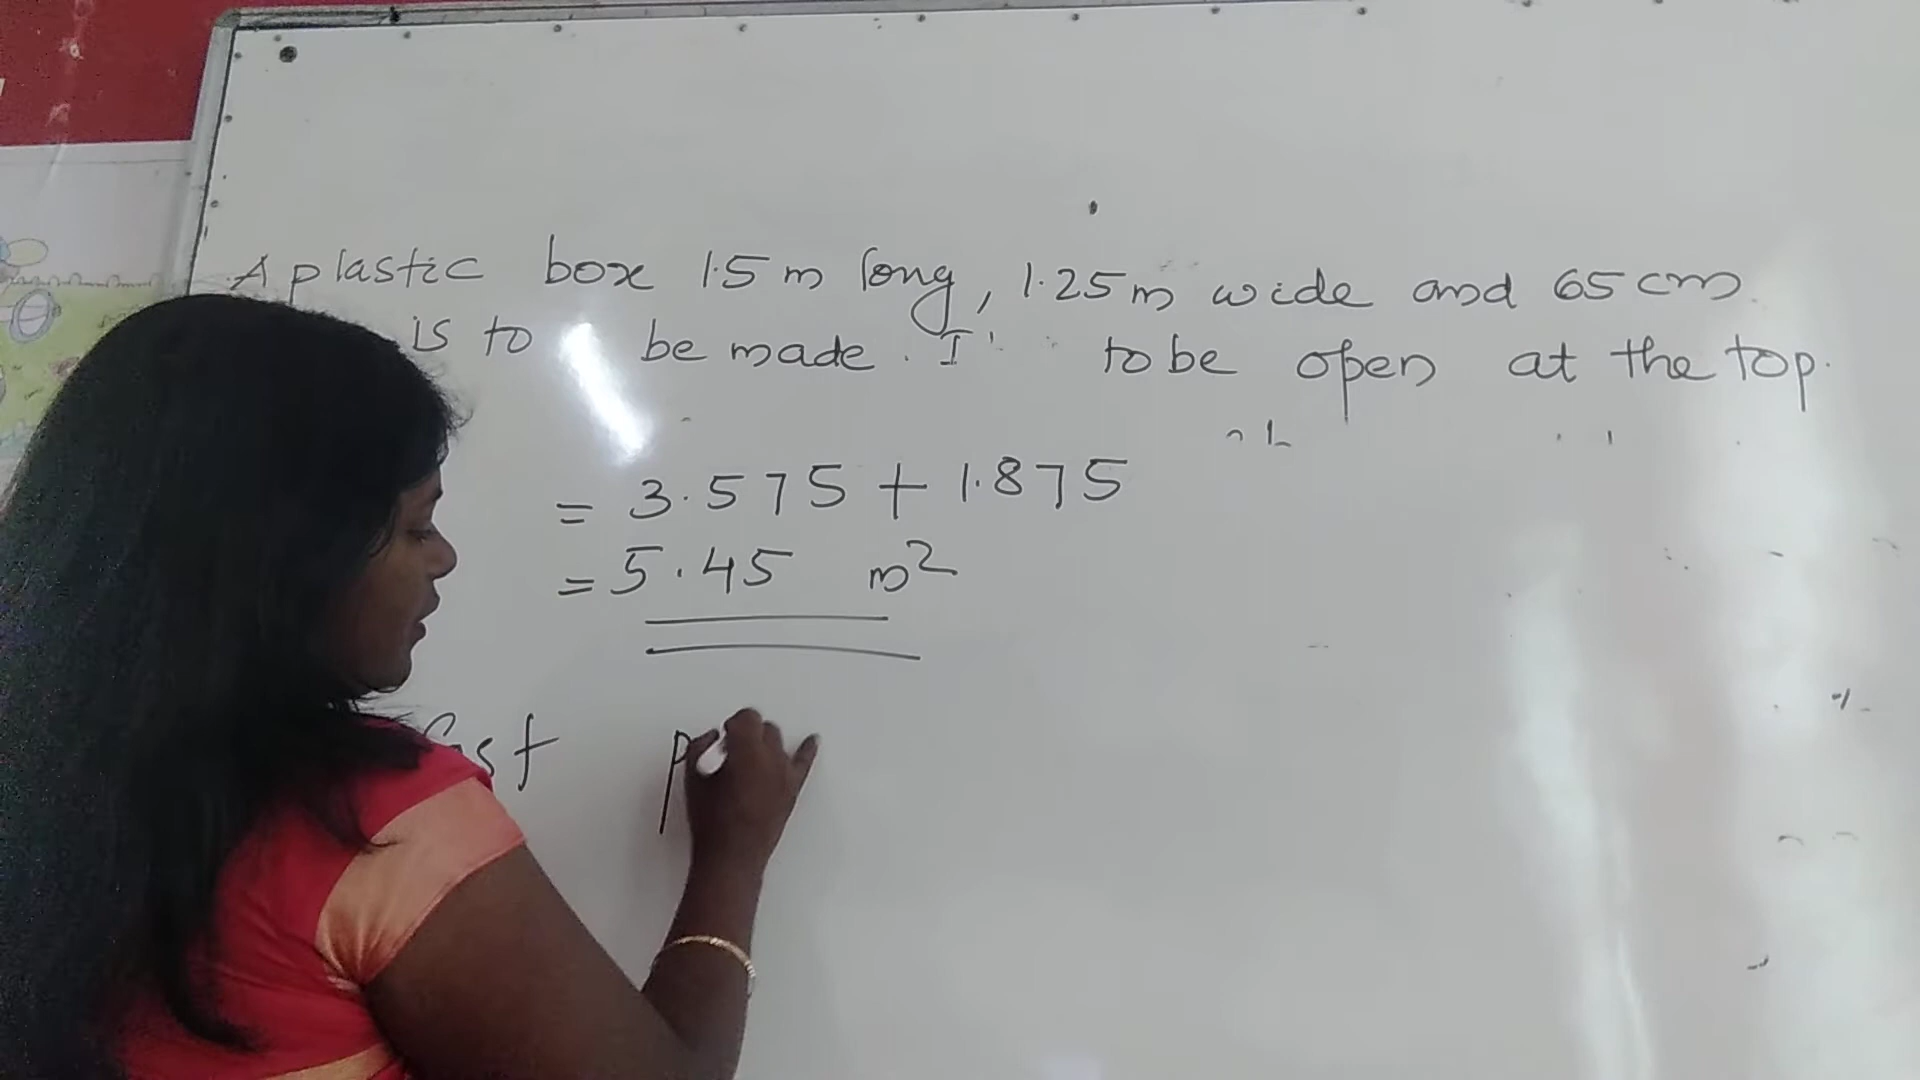 A plastic box 1.5 m long, 1.25 m wide and 65 cm
is to be made. to be open at the top.
= 3.575 + 1.875
= 5.45 m²
Cost